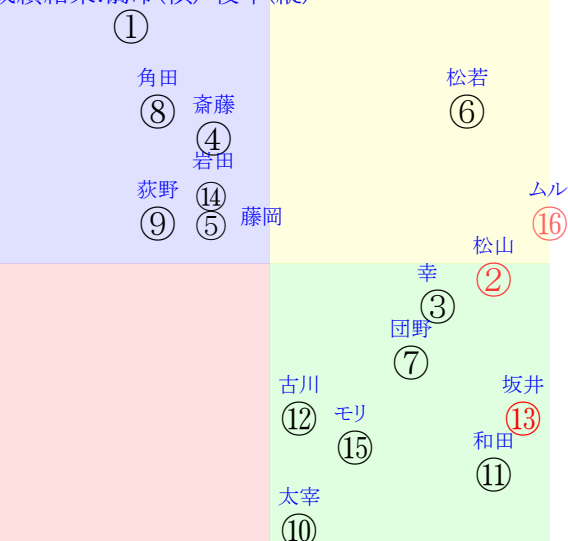 ①
角田
⑧
斎藤
④
岩田
⑭
荻野
⑨
⑤
藤岡
松若
⑥
ムル
⑯
松山
②
幸
③
団野
⑦
古川
⑫
モリ
⑮
坂井
⑬
和田
⑪
太宰
⑩